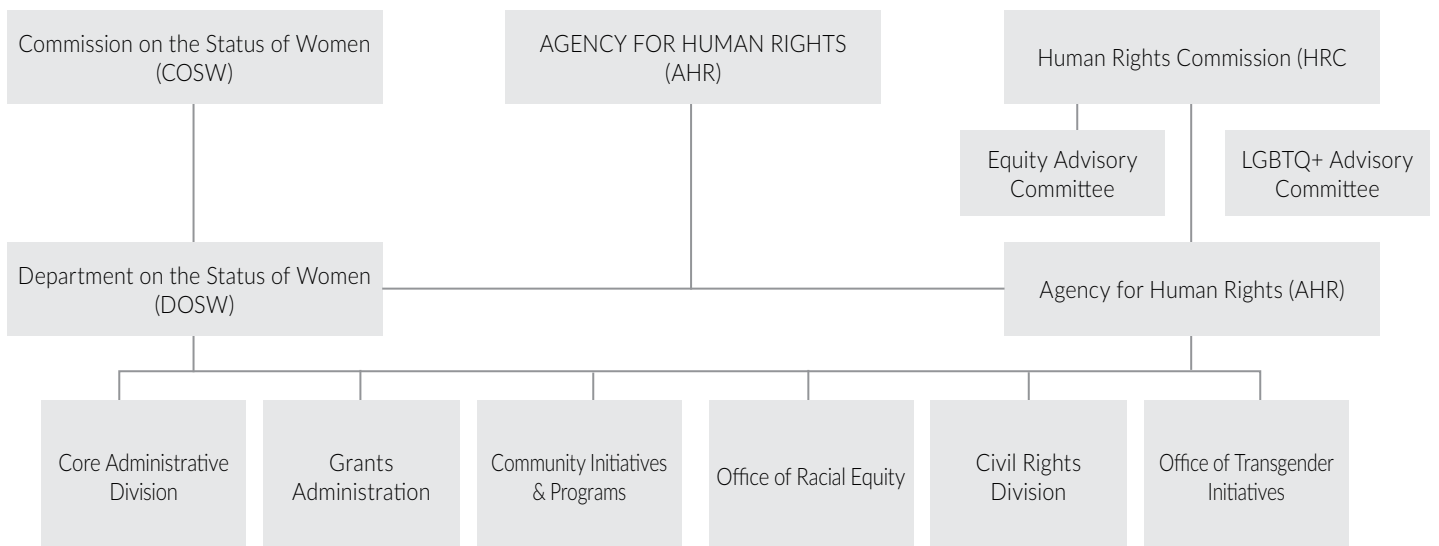 Commission on the Status of Women
(COSW)
AGENCY FOR HUMAN RIGHTS
(AHR)
Human Rights Commission (HRC
Equity Advisory
Committee
LGBTQ+ Advisory
Committee
Department on the Status of Women
(DOSW)
Agency for Human Rights (AHR)
Core Administrative
Division
Grants
Administration
Community Initiatives
& Programs
Office of Racial Equity
Civil Rights
Division
Office of Transgender
Initiatives